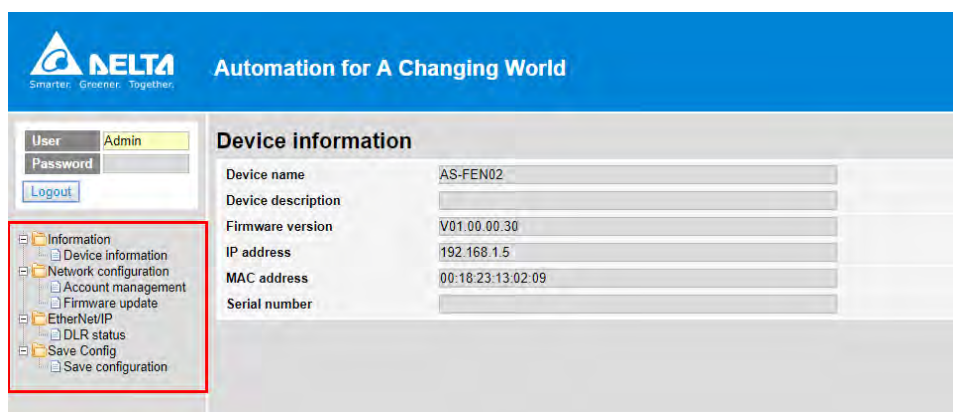 DELTA
Smarter. Greener. Together.
Automation for A Changing World
User Admin
Password
Logout
Information
Device information
Network configuration
Account management
Firmware update
EtherNet/IP
DLR status
Save Config
Save configuration
Device information
Device name AS-FEN02
Device description
Firmware version V01.00.00.30
IP address 192.168.1.5
MAC address 00:18:23:13:02:09
Serial number